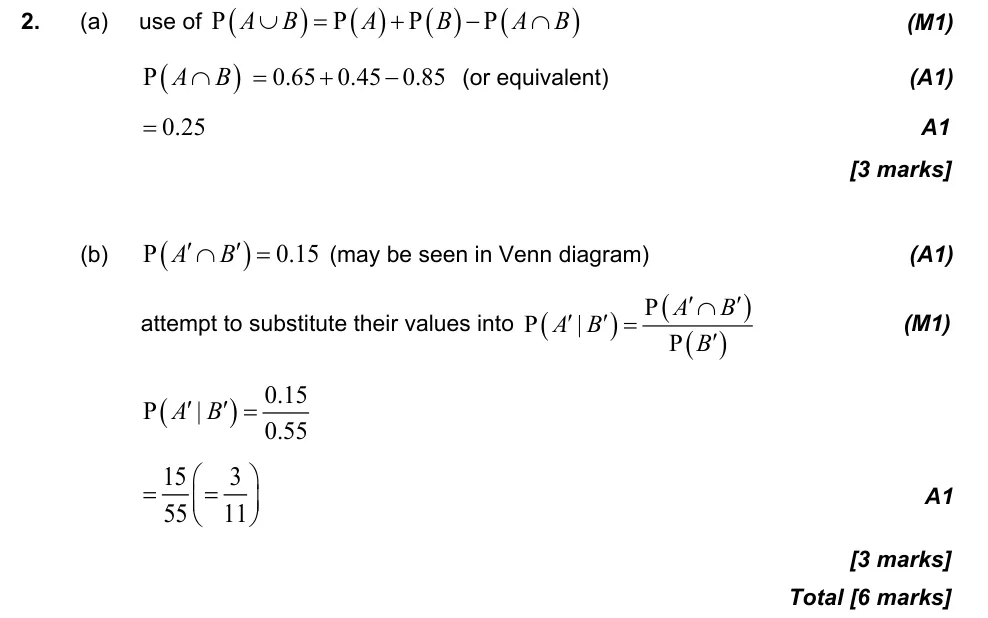 2. (a) use of P(A∪B)=P(A)+P(B)−P(A∩B) (M1)
P(A∩B) =0.65+0.45−0.85 (or equivalent) (A1)
=0.25 A1
[3 marks]
(b) P(A′∩B′)=0.15 (may be seen in Venn diagram) (A1)
attempt to substitute their values into P(A′|B′)=P(A′∩B′)/P(B′) (M1)
P(A′|B′)=0.15/0.55
=15/55(=3/11) A1
[3 marks]
Total [6 marks]